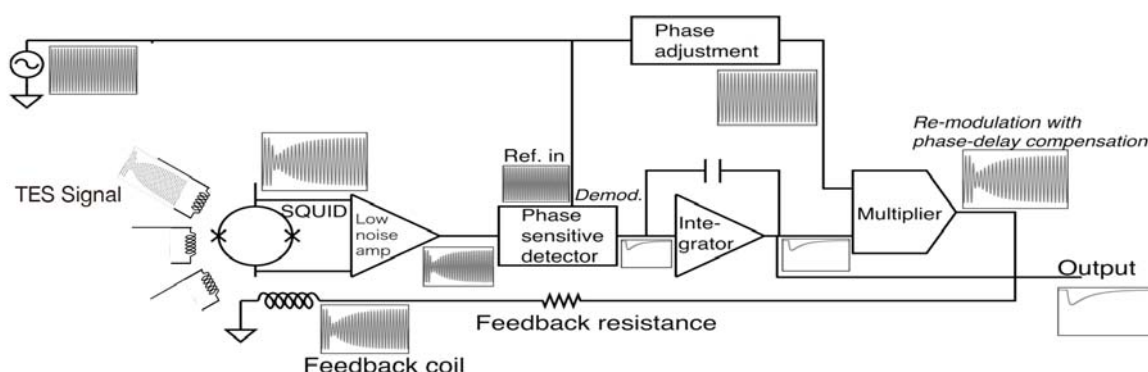 Phase
adjustment
Re-modulation with
phase-delay compensation
Ref. in
Demod.
TES Signal
SQUID
Low
noise
amp
Phase
sensitive
detector
Inte-
grator
Multiplier
Output
Feedback resistance
Feedback coil